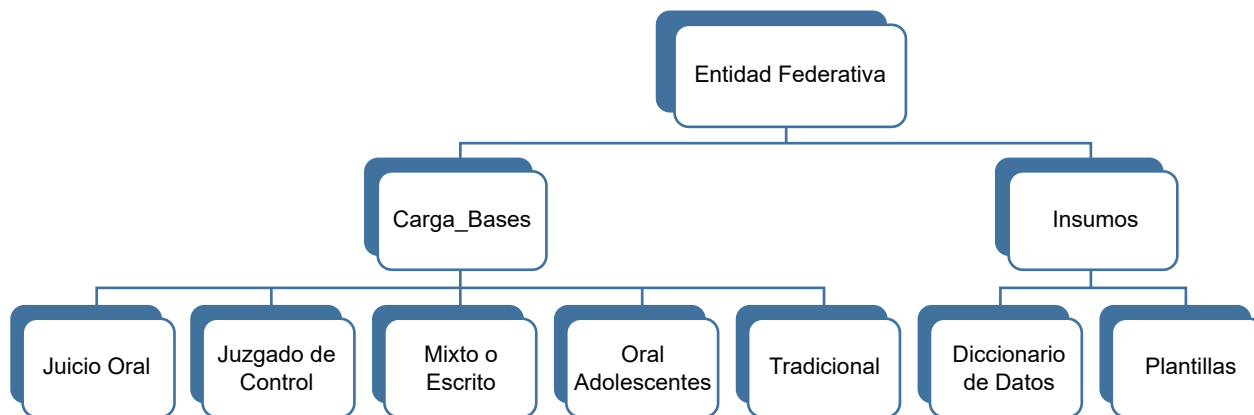 Entidad Federativa
Carga_Bases
Insumos
Juicio Oral
Juzgado de
Control
Mixto o
Escrito
Oral
Adolescentes
Tradicional
Diccionario
de Datos
Plantillas